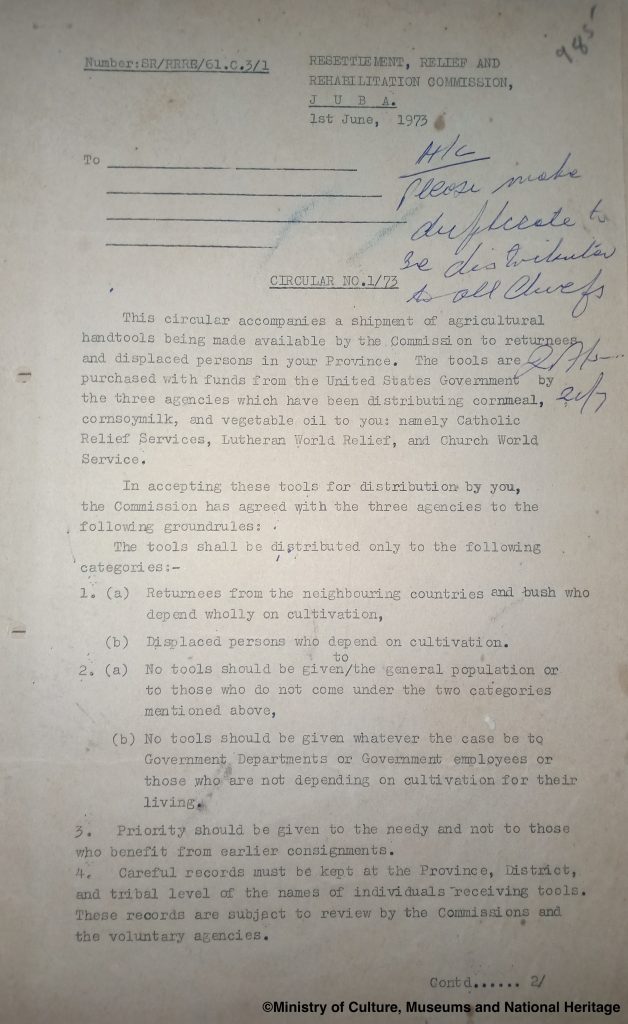 985
Number:SR/RRRB/61.C.3/1
RESETTLEMENT, RELIEF AND
REHABILITATION COMMISSION,
J U B A.
1st June, 1973
To
H/C
Please make
duplicate to
be distributed
to all Chiefs
CIRCULAR NO.1/73
This circular accompanies a shipment of agricultural
handtools being made available by the Commission to returnees
and displaced persons in your Province. The tools are
purchased with funds from the United States Government by
the three agencies which have been distributing cornmeal,
cornsoymilk, and vegetable oil to you: namely Catholic
Relief Services, Lutheran World Relief, and Church World
Service.
In accepting these tools for distribution by you,
the Commission has agreed with the three agencies to the
following groundrules:
The tools shall be distributed only to the following
categories:-
1. (a) Returnees from the neighbouring countries and bush who
depend wholly on cultivation,
(b) Displaced persons who depend on cultivation.
2. (a) No tools should be given/to the general population or
to those who do not come under the two categories
mentioned above,
(b) No tools should be given whatever the case be to
Government Departments or Government employees or
those who are not depending on cultivation for their
living.
3. Priority should be given to the needy and not to those
who benefit from earlier consignments.
4. Careful records must be kept at the Province, District,
and tribal level of the names of individuals receiving tools.
These records are subject to review by the Commissions and
the voluntary agencies.
Contd...... 2/
©Ministry of Culture, Museums and National Heritage